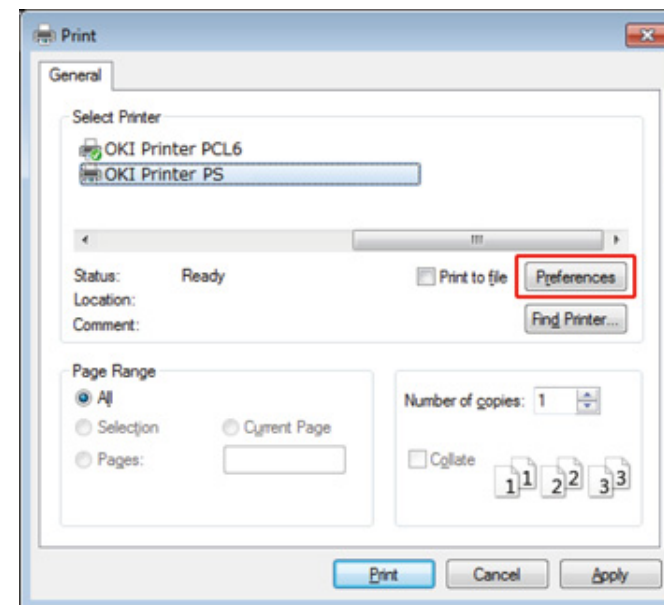 Print
General
Select Printer
OKI Printer PCL6
OKI Printer PS
Status: Ready
Print to file
Preferences
Location:
Comment:
Find Printer...
Page Range
All
Selection
Current Page
Pages:
Number of copies: 1
Collate
1 1 2 2 3 3
Print
Cancel
Apply